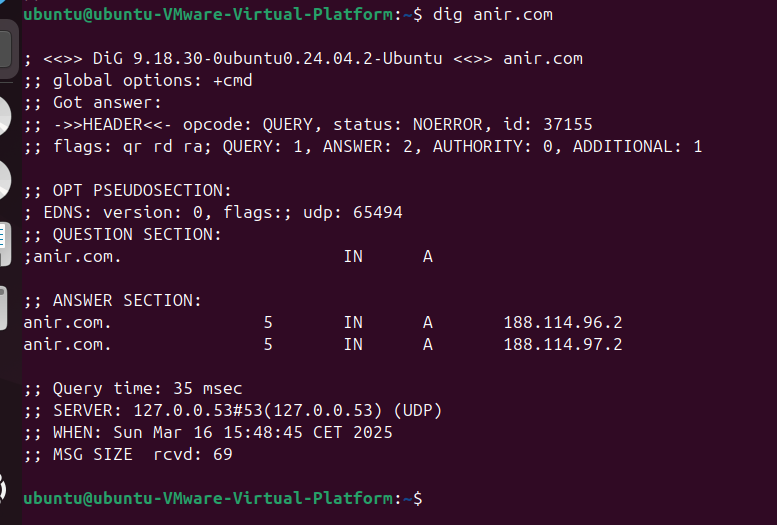 ubuntu@ubuntu-VMware-Virtual-Platform:~$ dig anir.com
; <<>> DiG 9.18.30-0ubuntu0.24.04.2-Ubuntu <<>> anir.com
;; global options: +cmd
;; Got answer:
;; ->>HEADER<<- opcode: QUERY, status: NOERROR, id: 37155
;; flags: qr rd ra; QUERY: 1, ANSWER: 2, AUTHORITY: 0, ADDITIONAL: 1
;; OPT PSEUDOSECTION:
; EDNS: version: 0, flags:; udp: 65494
;; QUESTION SECTION:
;anir.com. IN A
;; ANSWER SECTION:
anir.com. 5 IN A 188.114.96.2
anir.com. 5 IN A 188.114.97.2
;; Query time: 35 msec
;; SERVER: 127.0.0.53#53(127.0.0.53) (UDP)
;; WHEN: Sun Mar 16 15:48:45 CET 2025
;; MSG SIZE  rcvd: 69
ubuntu@ubuntu-VMware-Virtual-Platform:~$